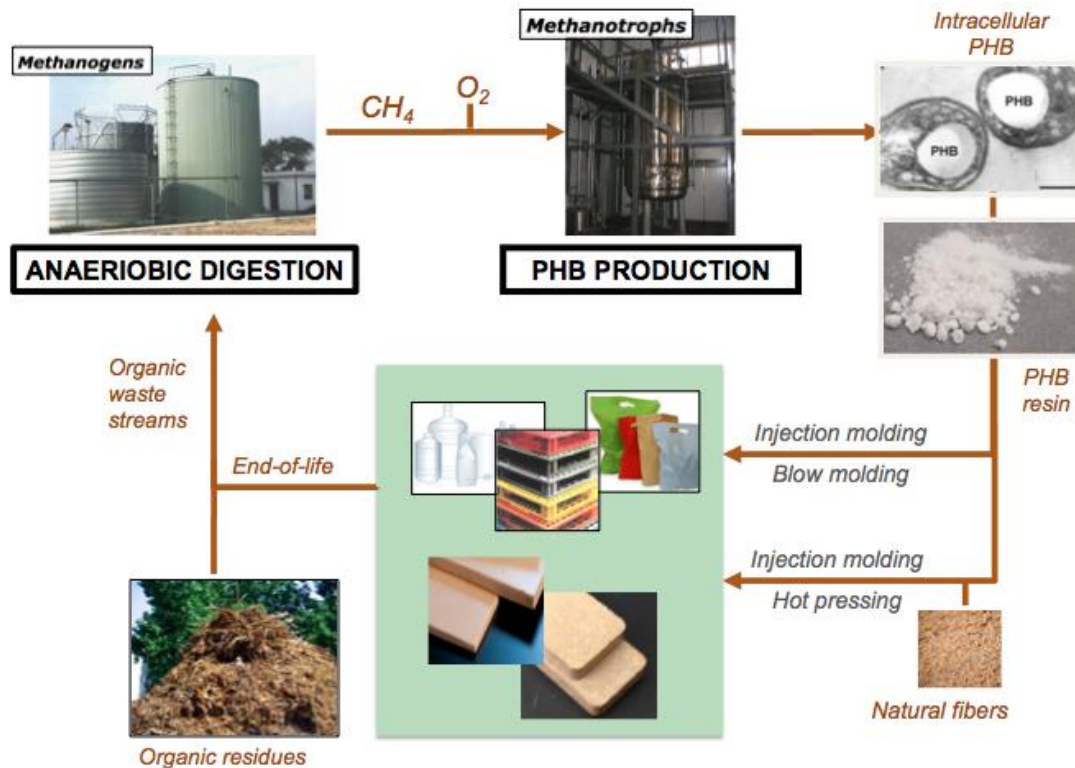 Methanogens
CH4
O2
Methanotrophs
Intracellular
PHB
PHB
PHB
ANAERIOBIC DIGESTION
PHB PRODUCTION
PHB
resin
Organic
waste
streams
End-of-life
Injection molding
Blow molding
Injection molding
Hot pressing
Natural fibers
Organic residues